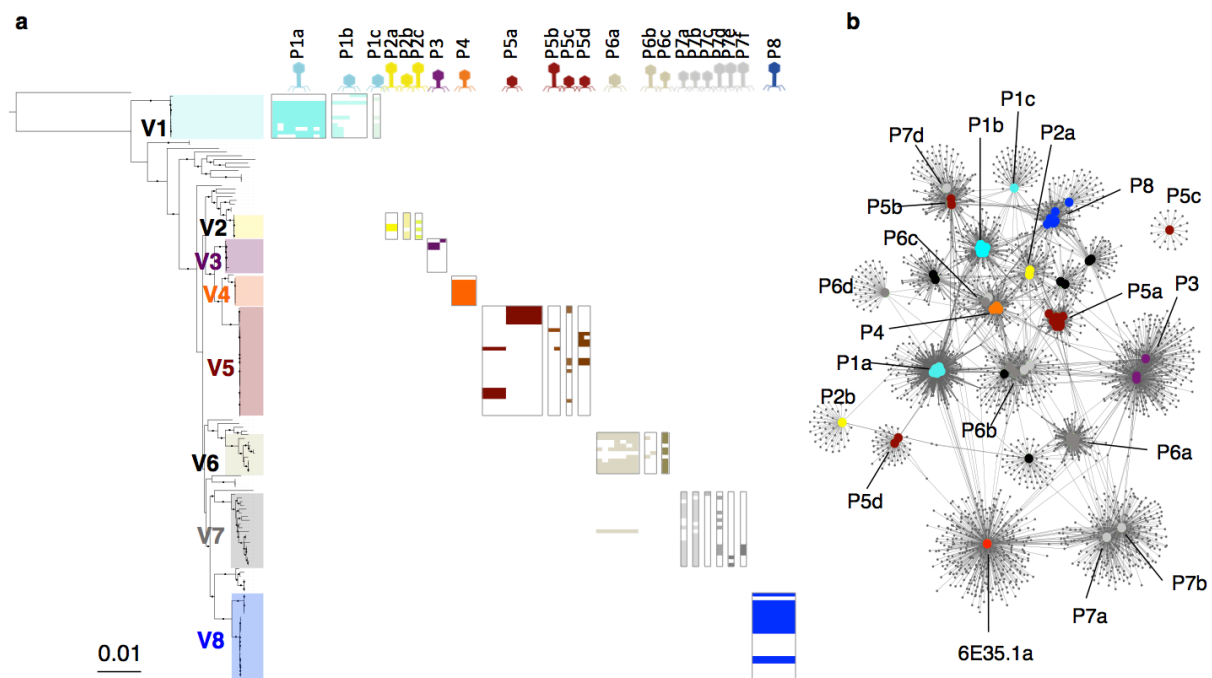 a
P1a
P1b
P1c
P2a
P2b
P2c
P3
P4
P5a
P5b
P5c
P5d
P6a
P6b
P6c
P7a
P7b
P7c
P7d
P7e
P7f
P8
V1
V2
V3
V4
V5
V6
V7
V8
0.01
b
P1c
P1b
P2a
P7d
P8
P5c
P5b
P6c
P6d
P5a
P3
P4
P1a
P2b
P6b
P6a
P5d
P7b
P7a
6E35.1a